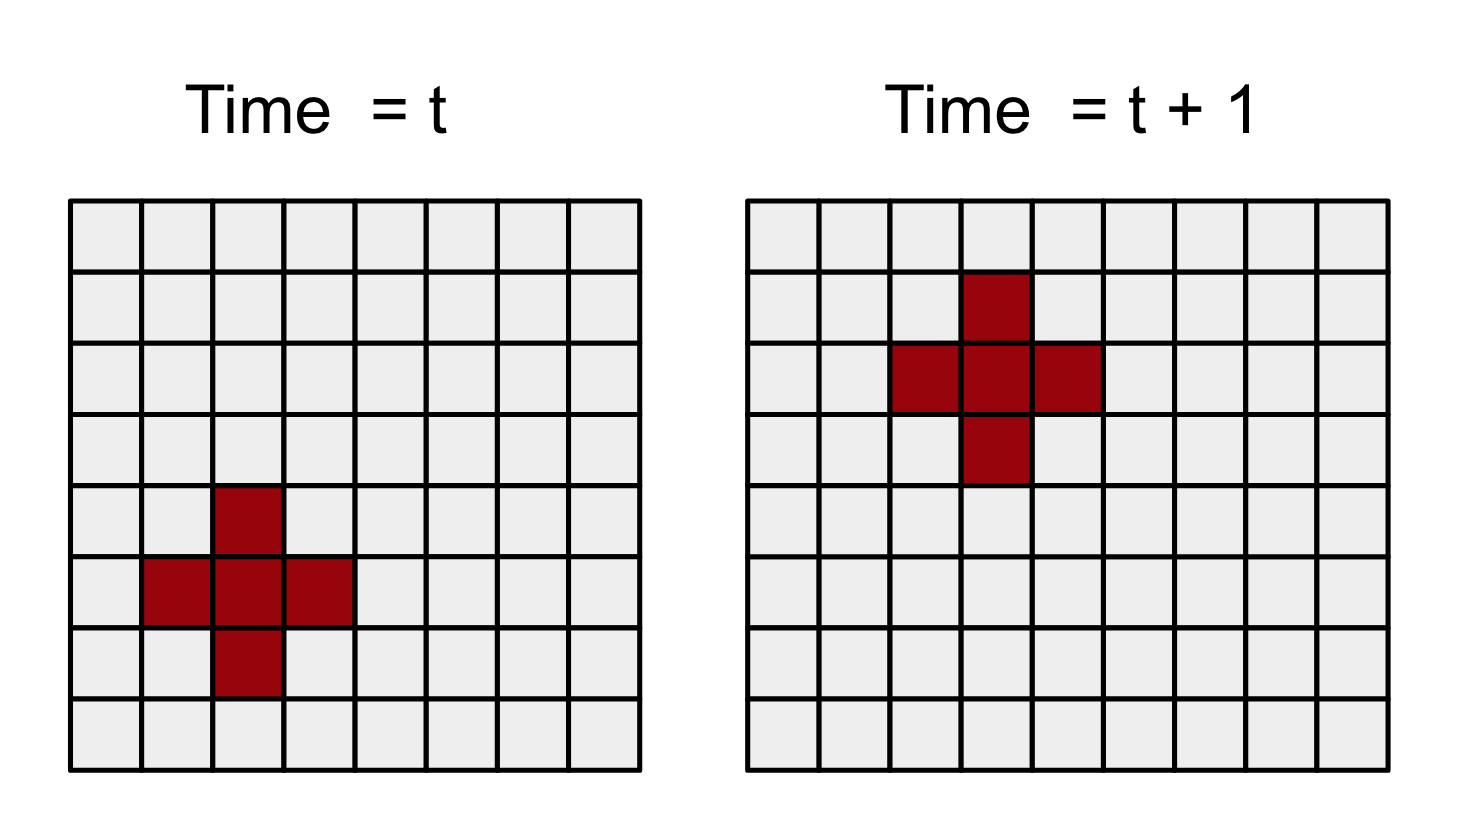 Time = t
Time = t + 1